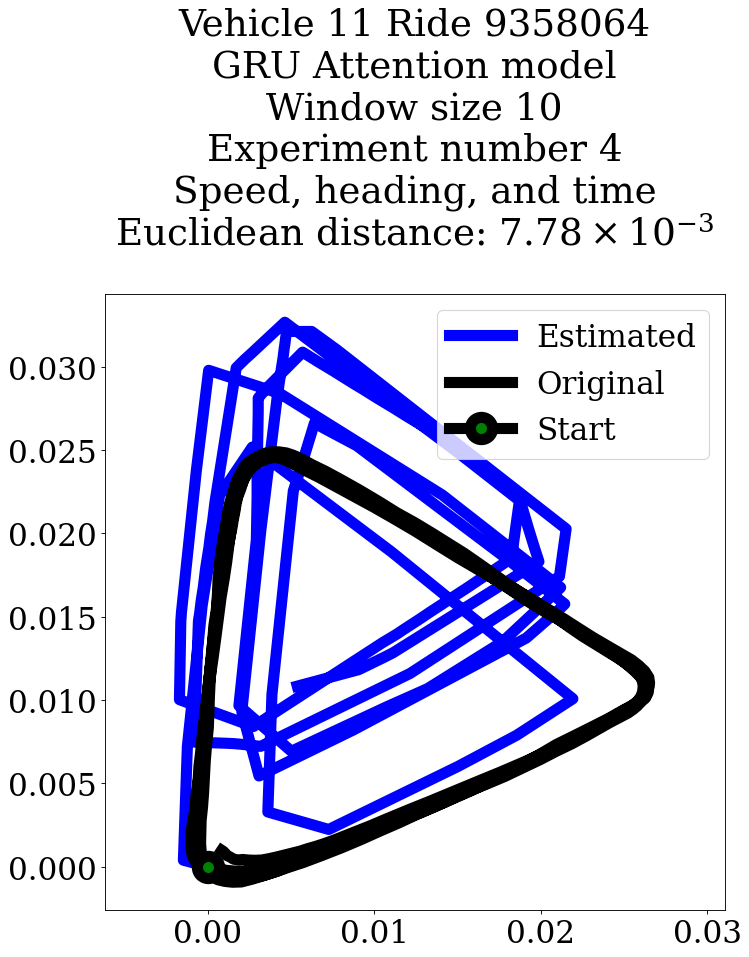 Vehicle 11 Ride 9358064
GRU Attention model
Window size 10
Experiment number 4
Speed, heading, and time
Euclidean distance: $7.78 \times 10^{-3}$
Estimated
Original
Start
0.030
0.025
0.020
0.015
0.010
0.005
0.000
0.00 0.01 0.02 0.03